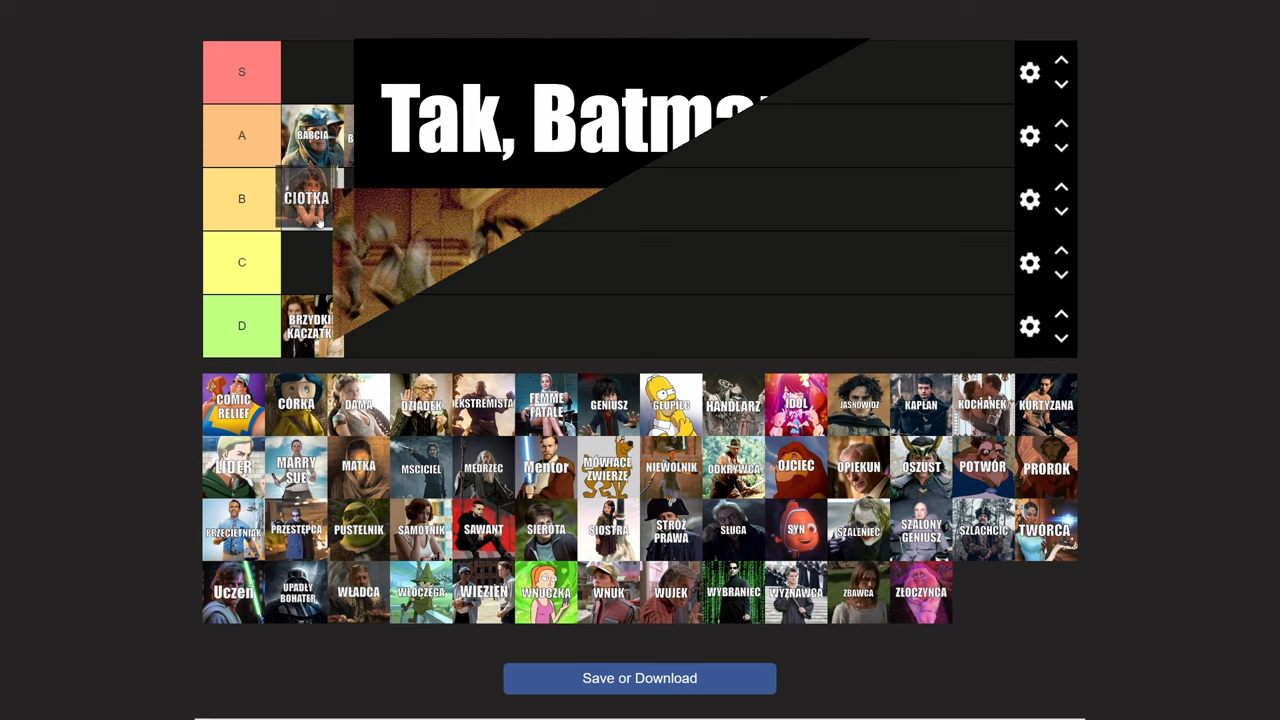 S
Tak, Batma
A
BABCIA
B
B
CIOTKA
C
D
BRZYDKI
KACZĄTK
COMIC
RELIEF
CÓRKA
DAMA
DZIADEK
EKSTREMISTA
FEMME
FATALE
GENIUSZ
GŁUPIEC
HANDLARZ
IDOL
JASNOWIDZ
KAPŁAN
KOCHANEK
KORTYZANA
LIDER
MARRY
SUE
MATKA
MŚCICIEL
MĘDRZEC
Mentor
MÓWIĄCE
ZWIERZE
NIEWOLNIK
ODKRYWCA
OJCIEC
OPIEKUN
OSZUST
POTWÓR
PROROK
PRZECIĘTNIAK
PRZESTĘPCA
PUSTELNIK
SAMOTNIK
SAWANT
SIEROTA
SIOSTRA
STRÓŻ
PRAWA
SŁUGA
SYN
SZALENIEC
SZALONY
GENIUSZ
SZLACHCIC
TWÓRCA
Uczeń
UPADŁY
BOHATER
WŁADCA
WŁÓCZĘGA
WIĘZIEŃ
WNUCZKA
WNUK
WUJEK
WYBRANIEC
WYZNAWCA
ZBAWCA
ZŁOCZYŃCA
Save or Download